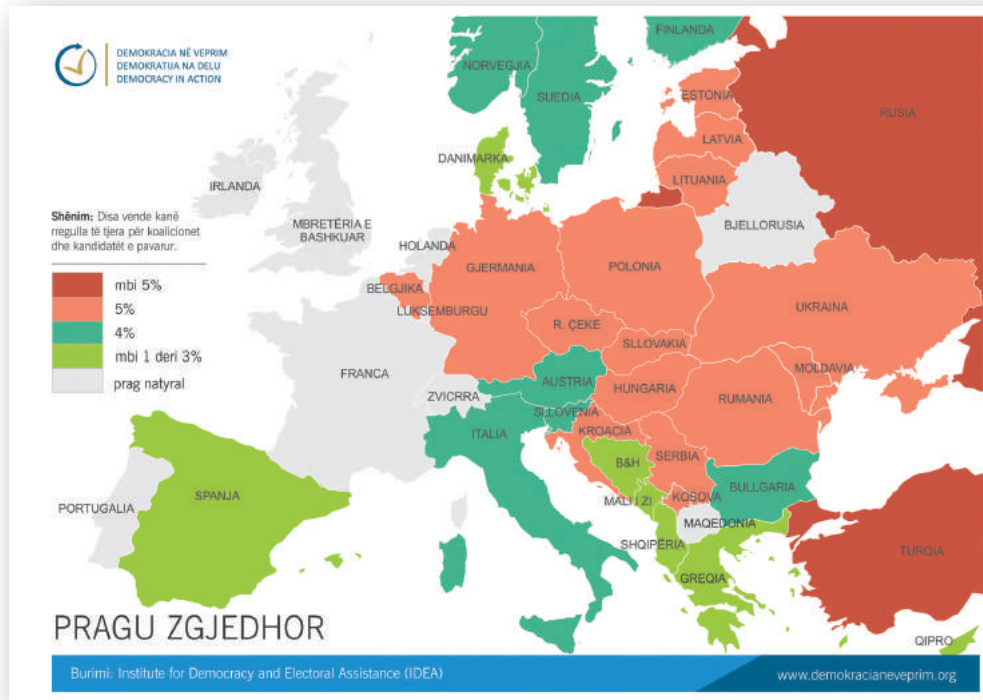 DEMOKRACIA NË VEPRIM
DEMOKRATIJA NA DELU
DEMOCRACY IN ACTION
FINLANDA
NORVEGJIA
SUEDIA
ESTONIA
RUSIA
LATVIA
DANIMARKA
LITUANIA
IRLANDA
MBRETËRIA E
BASHKUAR
BJELLORUSIA
Shënim: Disa vende kanë
rregulla të tjera për koalicionet
dhe kandidatët e pavarur.
HOLANDA
GJERMANIA
POLONIA
mbi 5%
5%
4%
mbi 1 deri 3%
prag natyral
BELGJIKA
LUKSEMBURGU
UKRAINA
R. ÇEKE
SLLOVAKIA
FRANCA
MOLDAVIA
AUSTRIA
HUNGARIA
ZVICRRA
RUMANIA
SLLOVENIA
KROACIA
ITALIA
B&H
SERBIA
SPANJA
PORTUGALIA
MALI I ZI
KOSOVA
BULLGARIA
MAQEDONIA
SHQIPËRIA
TURQIA
GREQIA
QIPRO
PRAGU ZGJEDHOR
Burimi: Institute for Democracy and Electoral Assistance (IDEA)
www.demokracianeveprim.org